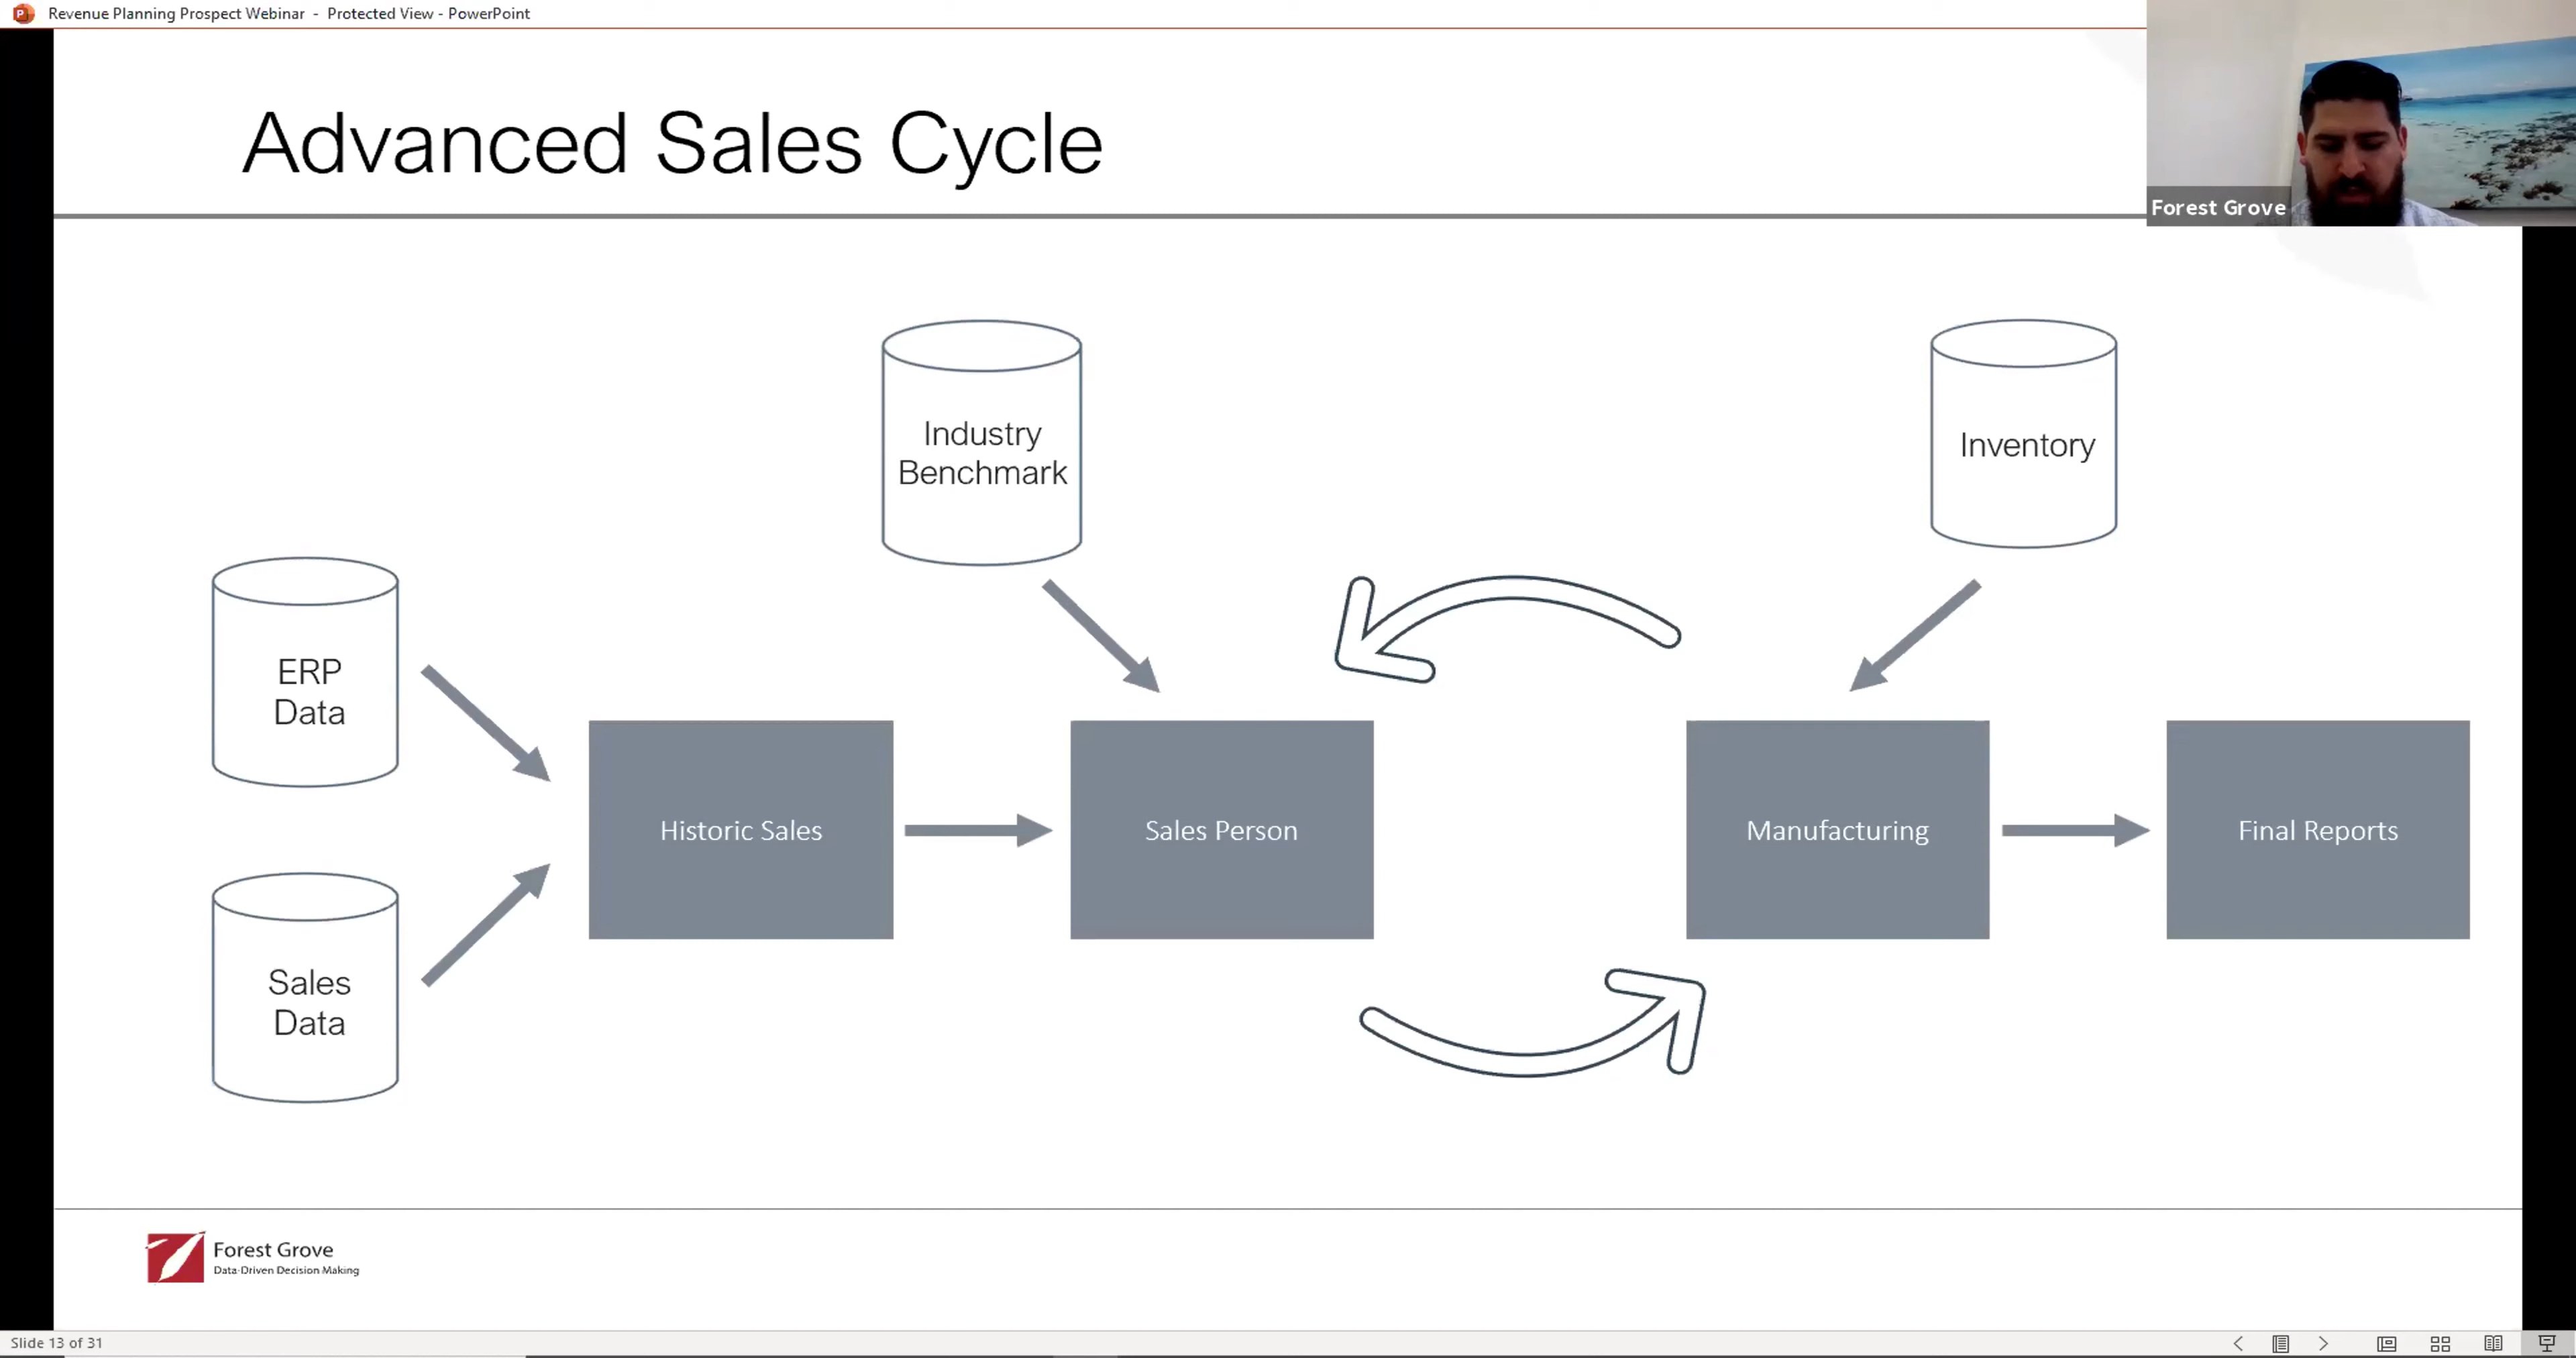 Revenue Planning Prospect Webinar - Protected View - PowerPoint
Advanced Sales Cycle
Forest Grove
Industry
Benchmark
Inventory
ERP
Data
Historic Sales
Sales Person
Manufacturing
Final Reports
Sales
Data
Forest Grove
Data-Driven Decision Making
Slide 13 of 31